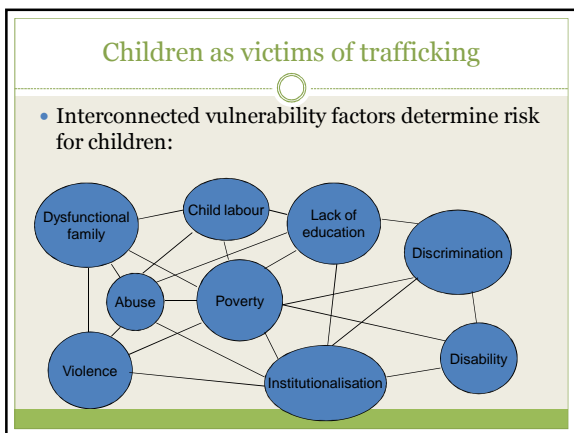 Children as victims of trafficking
• Interconnected vulnerability factors determine risk
for children:
Dysfunctional
family
Child labour
Lack of
education
Discrimination
Abuse
Poverty
Violence
Institutionalisation
Disability